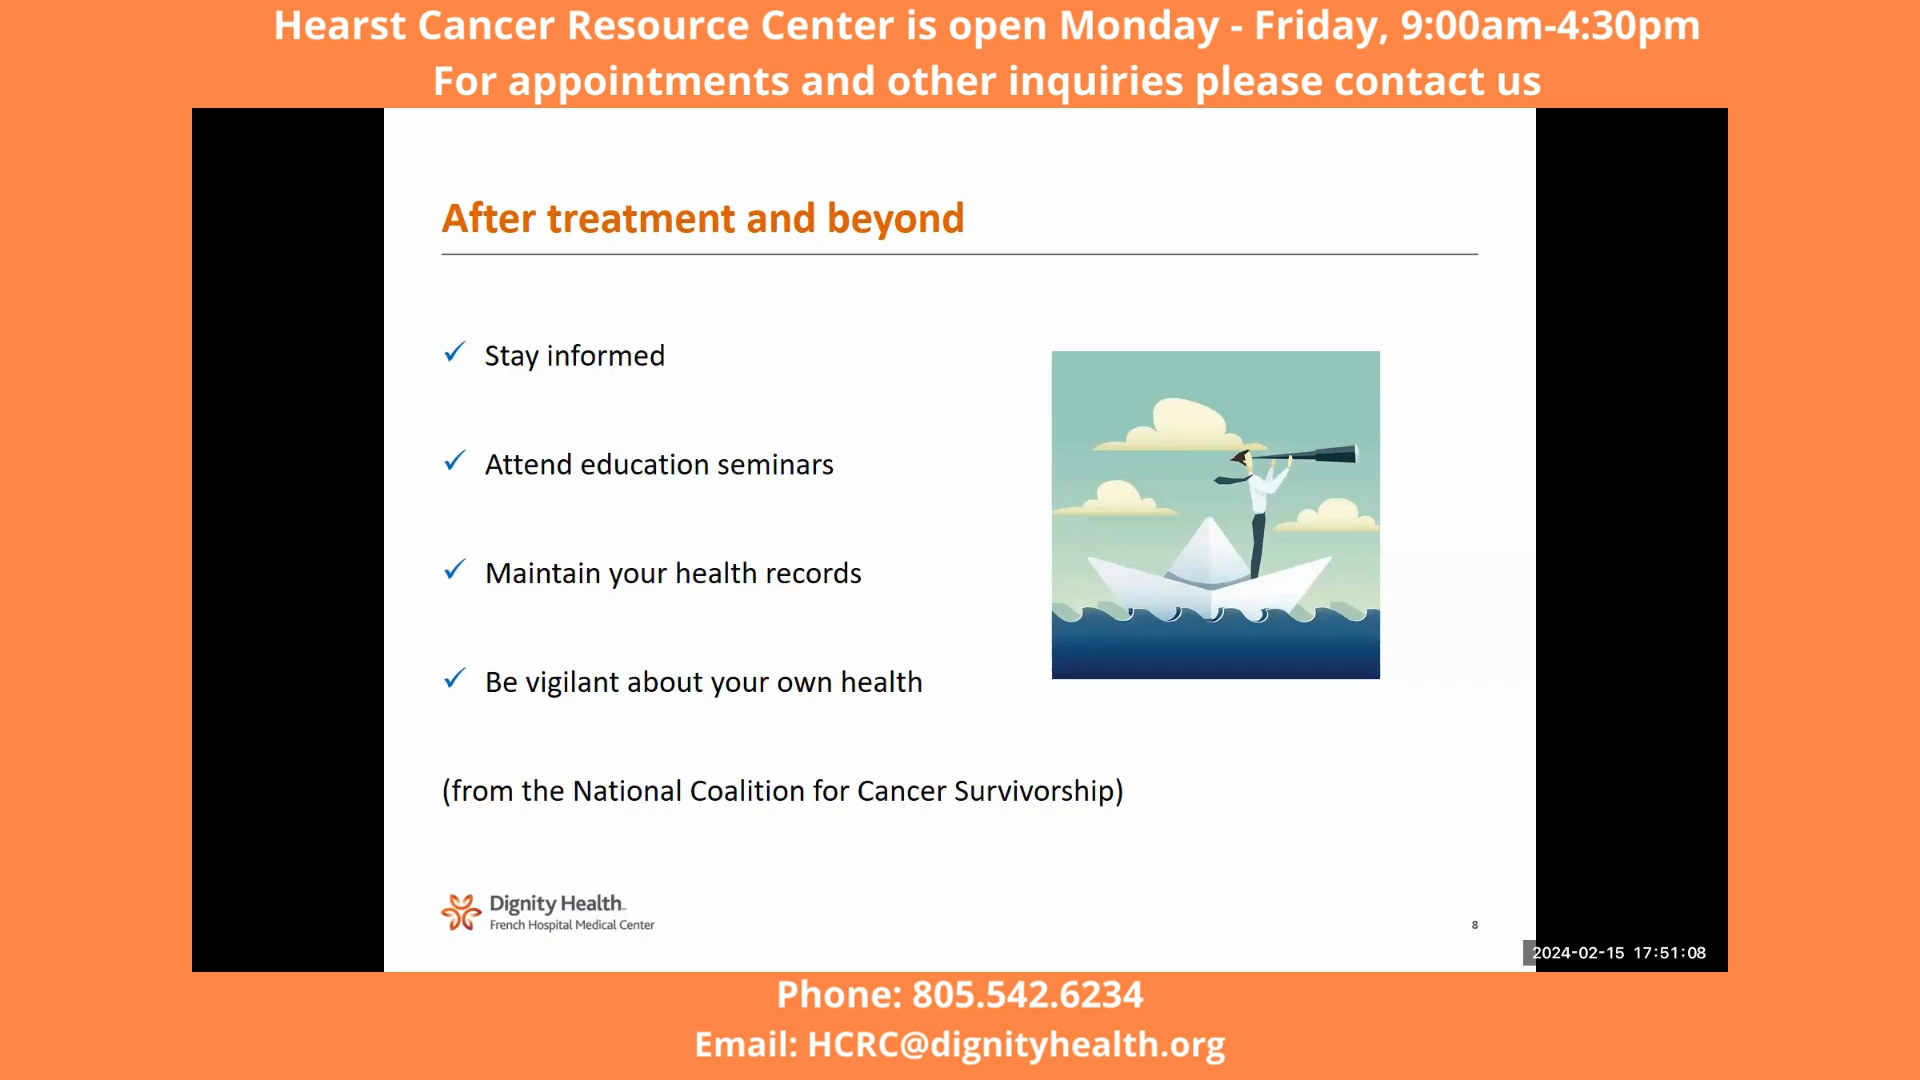 Hearst Cancer Resource Center is open Monday - Friday, 9:00am-4:30pm
For appointments and other inquiries please contact us
After treatment and beyond
✓ Stay informed
✓ Attend education seminars
✓ Maintain your health records
✓ Be vigilant about your own health
(from the National Coalition for Cancer Survivorship)
Dignity Health™
French Hospital Medical Center
8
2024-02-15 17:51:08
Phone: 805.542.6234
Email: HCRC@dignityhealth.org